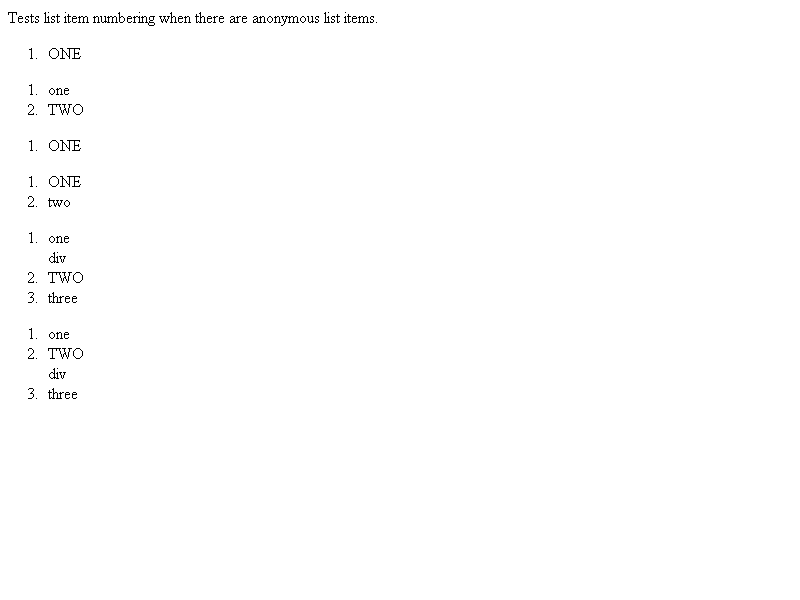 Tests list item numbering when there are anonymous list items.
1. ONE
1. one
2. TWO
1. ONE
1. ONE
2. two
1. one
div
2. TWO
3. three
1. one
2. TWO
div
3. three